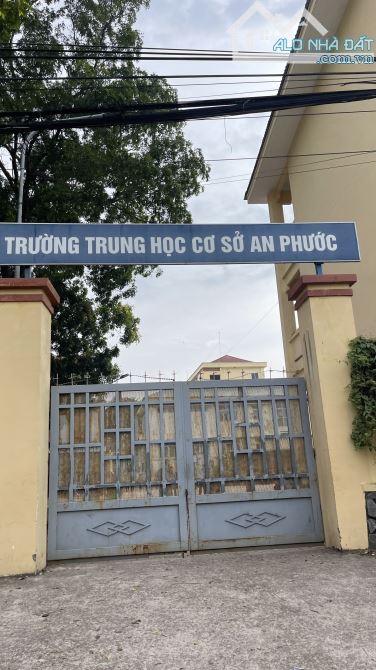 ALO NHÀ ĐẤT
.com.vn
TRƯỜNG TRUNG HỌC CƠ SỞ AN PHƯỚC